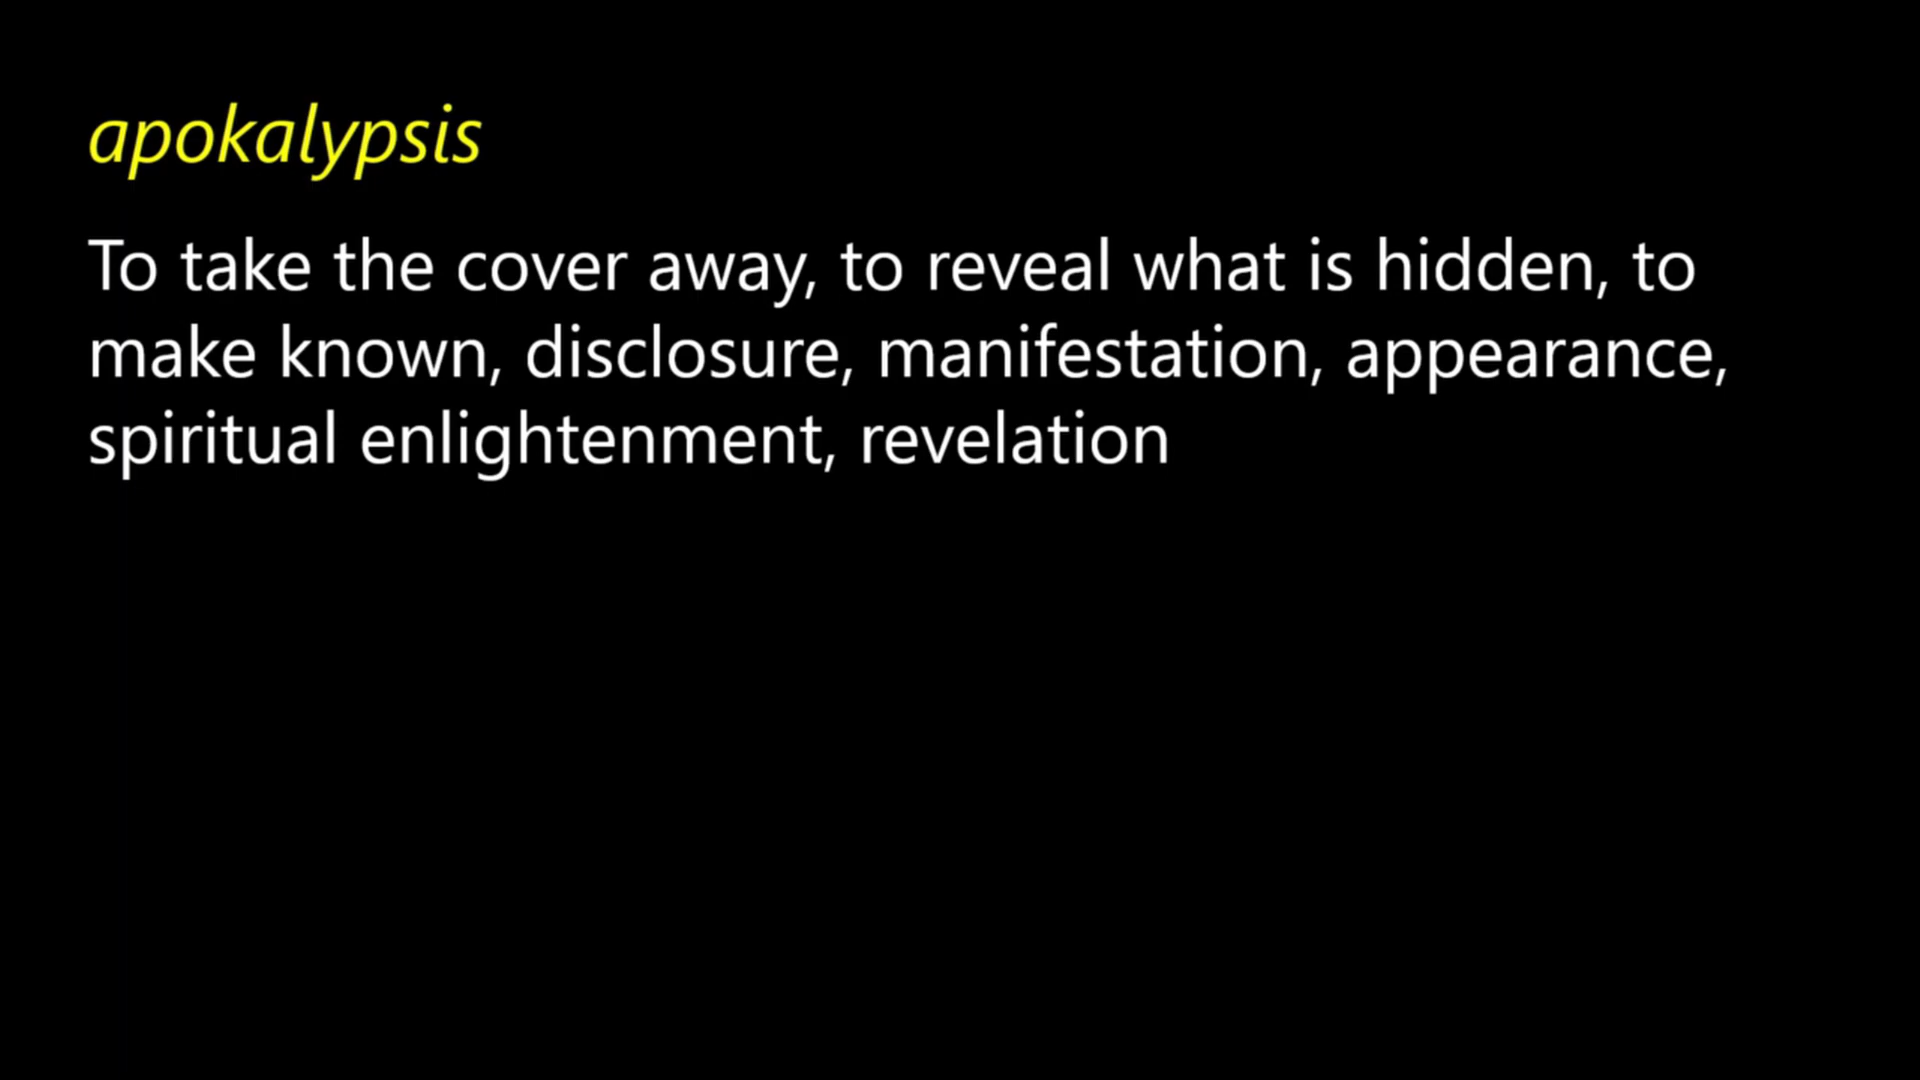 apokalypsis
To take the cover away, to reveal what is hidden, to
make known, disclosure, manifestation, appearance,
spiritual enlightenment, revelation